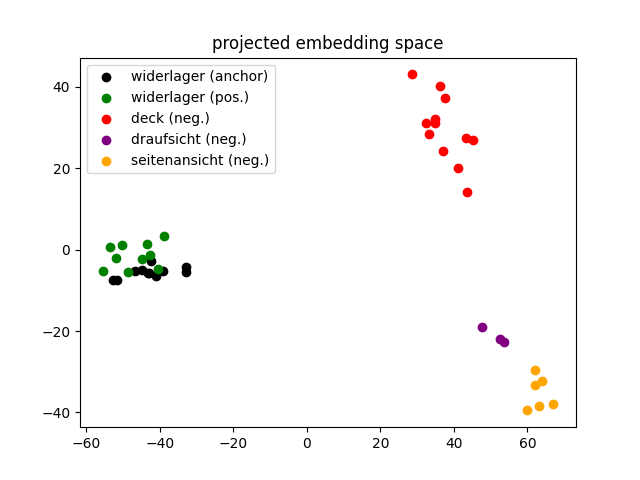 projected embedding space
widerlager (anchor)
widerlager (pos.)
deck (neg.)
draufsicht (neg.)
seitenansicht (neg.)
40
20
0
−20
−40
−60 −40 −20 0 20 40 60